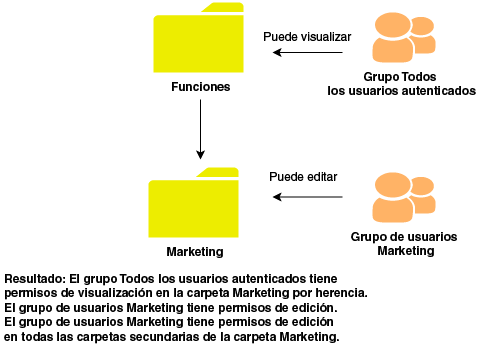 Puede visualizar
Funciones
Grupo Todos
los usuarios autenticados
Puede editar
Marketing
Grupo de usuarios
Marketing
Resultado: El grupo Todos los usuarios autenticados tiene
permisos de visualización en la carpeta Marketing por herencia.
El grupo de usuarios Marketing tiene permisos de edición.
El grupo de usuarios Marketing tiene permisos de edición
en todas las carpetas secundarias de la carpeta Marketing.